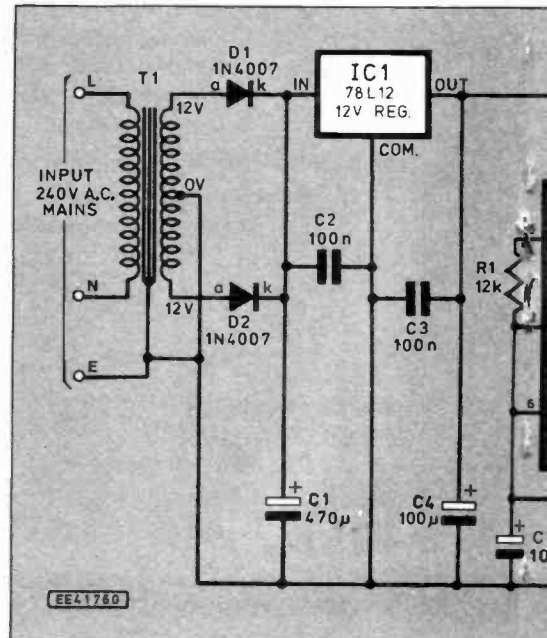 L
T1
D1
1N4007
a
k
12V
IN
IC1
78L12
12V REG.
OUT
COM.
INPUT
240V A.C.
MAINS
0V
C2
100n
R1
12k
N
12V
a
k
D2
1N4007
C3
100n
E
6
+
C1
470µ
+
C4
100µ
+
C
10
EE4176G